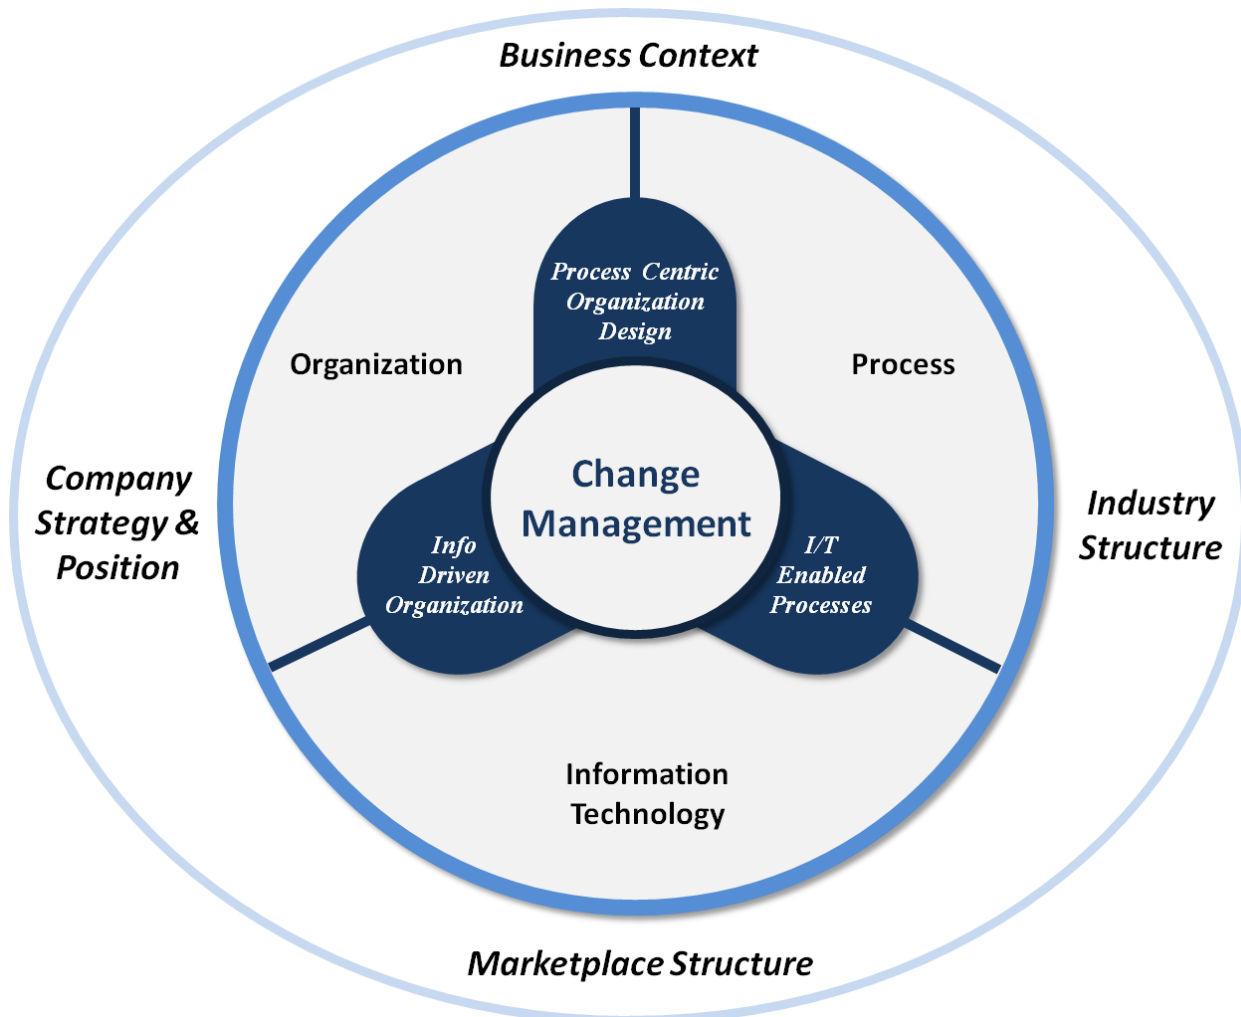 Business Context
Process Centric
Organization
Design
Organization
Process
Change
Management
Company
Strategy &
Position
Industry
Structure
Info
Driven
Organization
I/T
Enabled
Processes
Information
Technology
Marketplace Structure